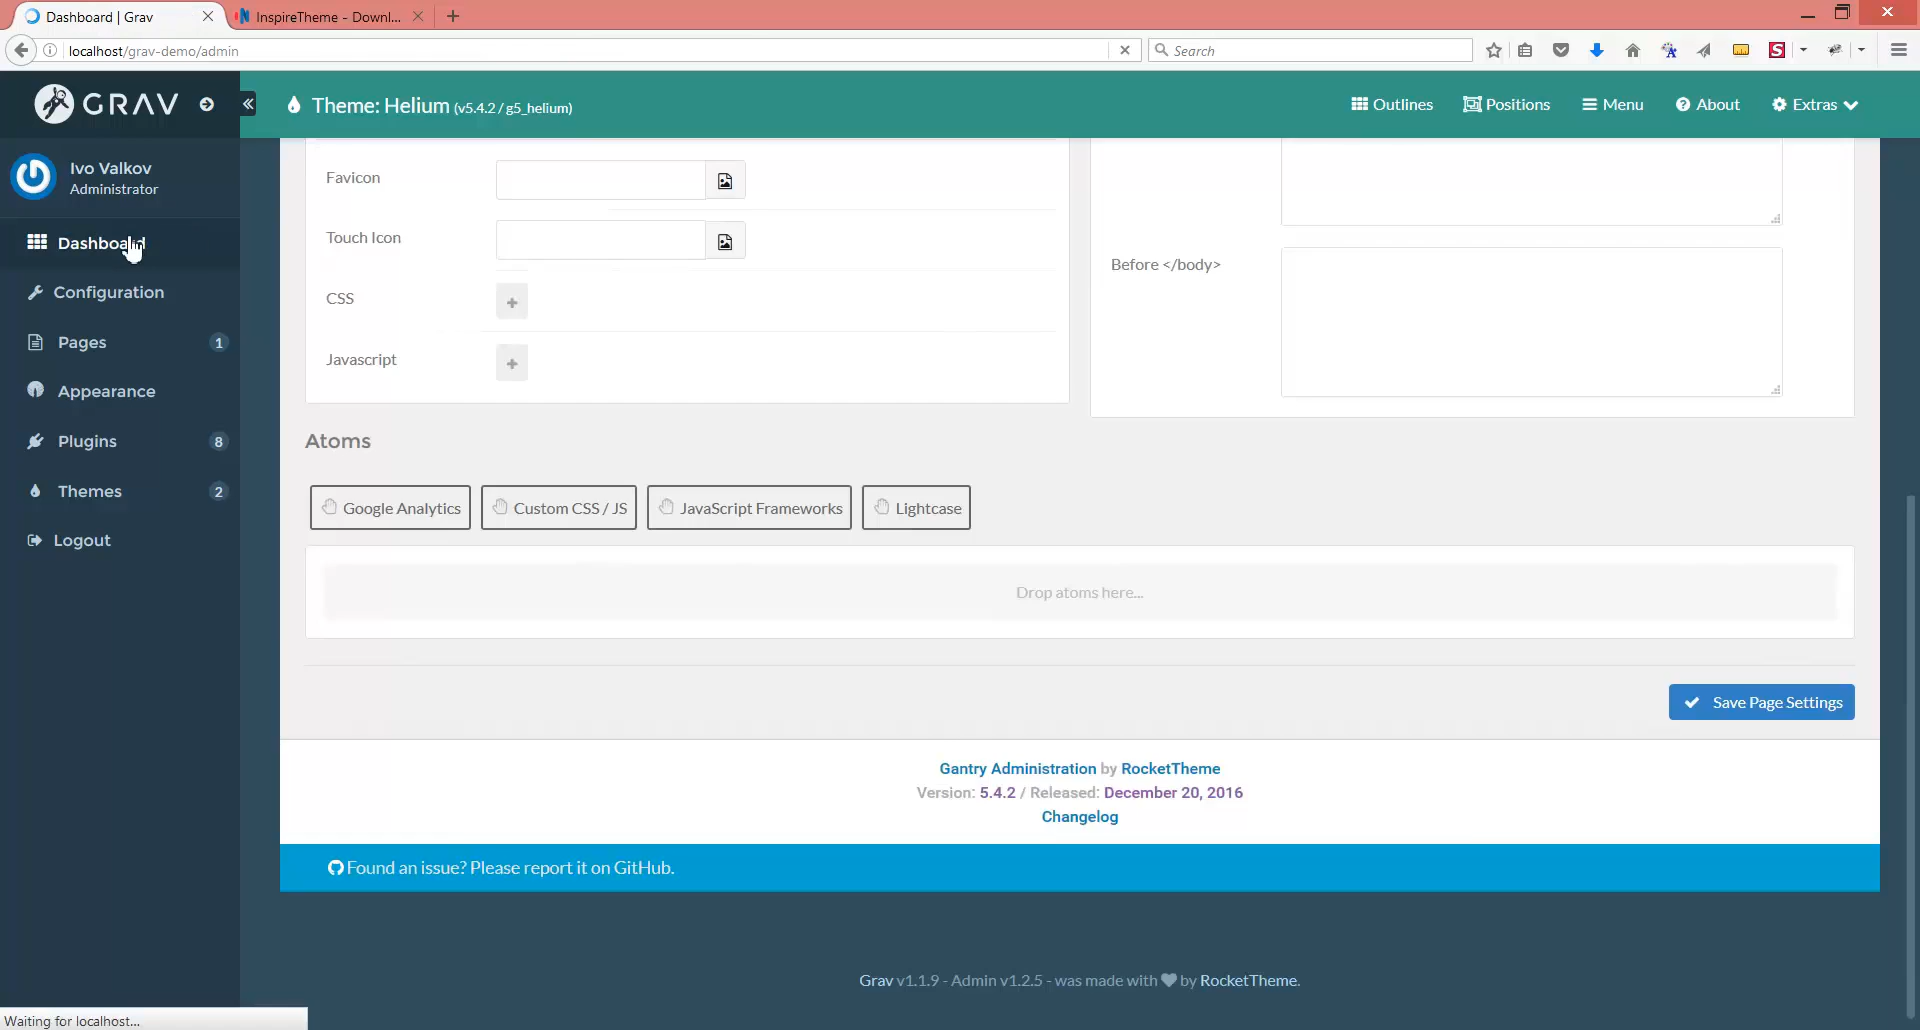 Dashboard | Grav
InspireTheme - Downl...
localhost/grav-demo/admin
Search
GRAV
Theme: Helium (v5.4.2 / g5_helium)
Outlines
Positions
Menu
About
Extras
Ivo Valkov
Administrator
Dashboard
Configuration
Pages 1
Appearance
Plugins 8
Themes 2
Logout
Favicon
Touch Icon
CSS
Javascript
Before </body>
Atoms
Google Analytics
Custom CSS / JS
JavaScript Frameworks
Lightcase
Drop atoms here...
Save Page Settings
Gantry Administration by RocketTheme
Version: 5.4.2 / Released: December 20, 2016
Changelog
Found an issue? Please report it on GitHub.
Grav v1.1.9 - Admin v1.2.5 - was made with by RocketTheme.
Waiting for localhost...